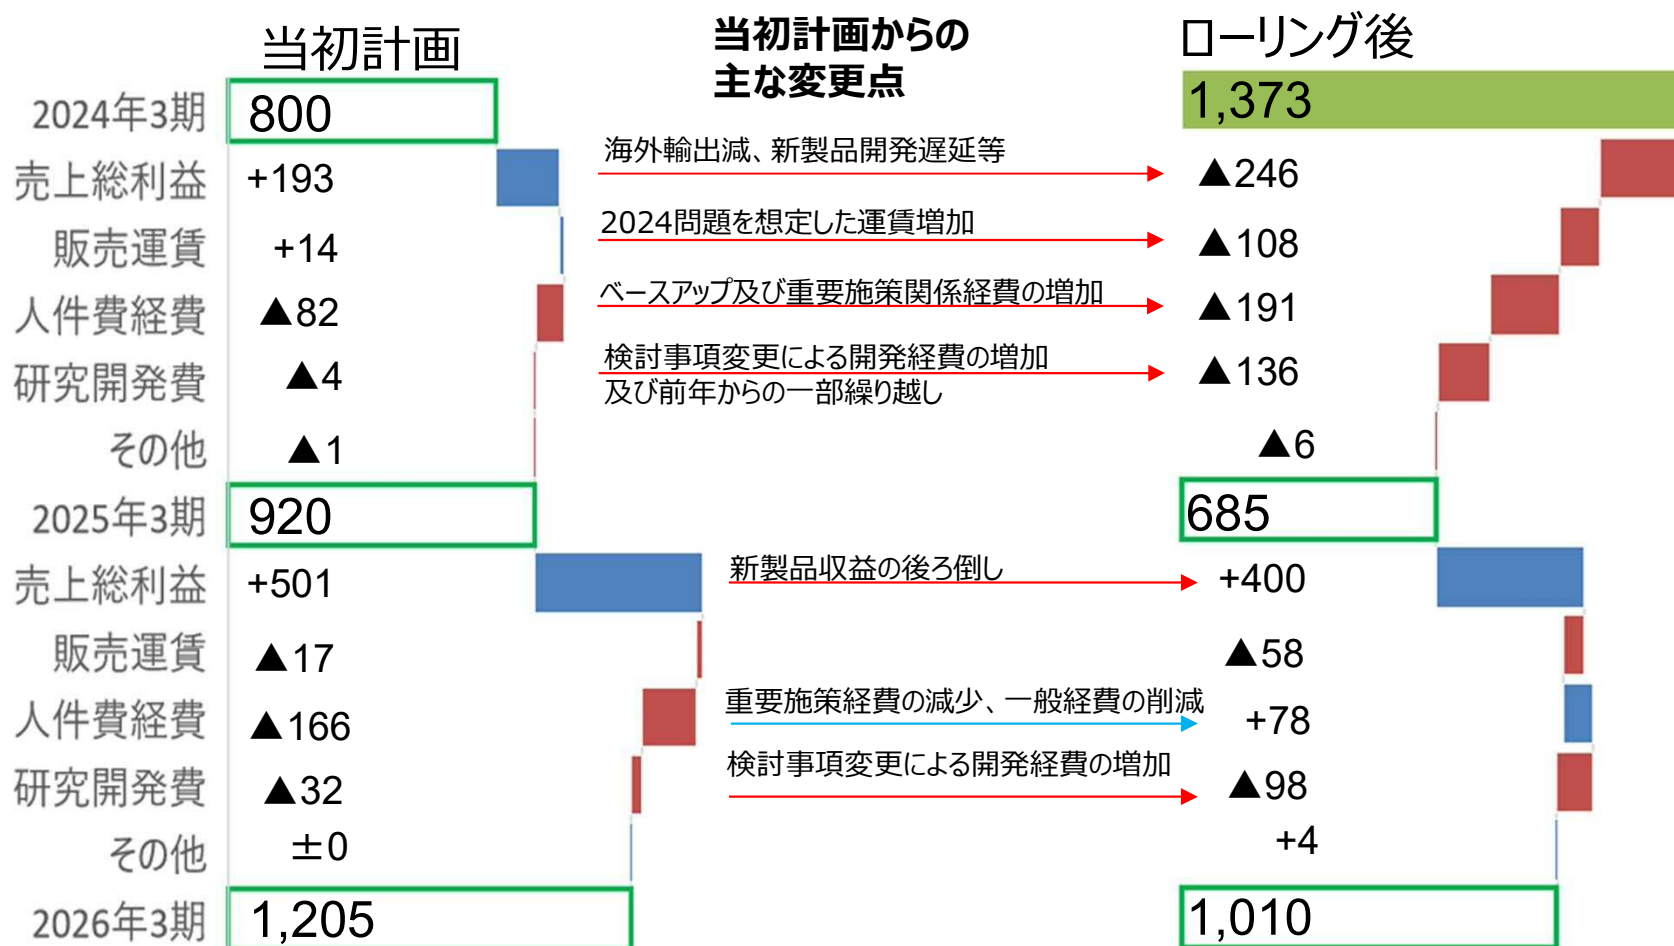 当初計画
当初計画からの
主な変更点
ローリング後
2024年3期
800
1,373
売上総利益
+193
海外輸出減、新製品開発遅延等
▲246
販売運賃
+14
2024問題を想定した運賃増加
▲108
人件費経費
▲82
ベースアップ及び重要施策関係経費の増加
▲191
研究開発費
▲4
検討事項変更による開発経費の増加
及び前年からの一部繰り越し
▲136
その他
▲1
▲6
2025年3期
920
685
売上総利益
+501
新製品収益の後ろ倒し
+400
販売運賃
▲17
▲58
人件費経費
▲166
重要施策経費の減少、一般経費の削減
+78
研究開発費
▲32
検討事項変更による開発経費の増加
▲98
その他
±0
+4
2026年3期
1,205
1,010